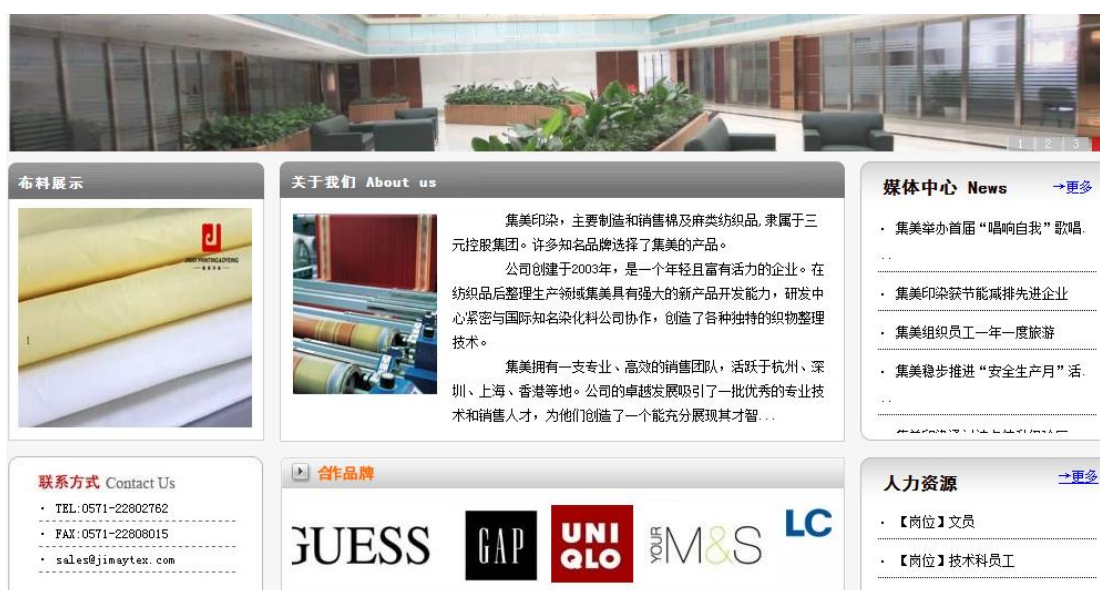 1 2 3
布料展示
JIMAY PRINTING&DYEING
关于我们 About us
集美印染，主要制造和销售棉及麻类纺织品,隶属于三
元控股集团。许多知名品牌选择了集美的产品。
公司创建于2003年，是一个年轻且富有活力的企业。在
纺织品后整理生产领域集美具有强大的新产品开发能力，研发中
心紧密与国际知名染化料公司协作，创造了各种独特的织物整理
技术。
集美拥有一支专业、高效的销售团队，活跃于杭州、深
圳、上海、香港等地。公司的卓越发展吸引了一批优秀的专业技
术和销售人才，为他们创造了一个能充分展现其才智...
媒体中心 News →更多
· 集美举办首届“唱响自我”歌唱.
..
· 集美印染获节能减排先进企业
· 集美组织员工一年一度旅游
· 集美稳步推进“安全生产月”活.
..
联系方式 Contact Us
· TEL:0571-22802762
· FAX:0571-22808015
· sales@jimaytex.com
合作品牌
GUESS
GAP
UNI
QLO
YOUR M&S
LC
人力资源 →更多
· 【岗位】文员
· 【岗位】技术科员工